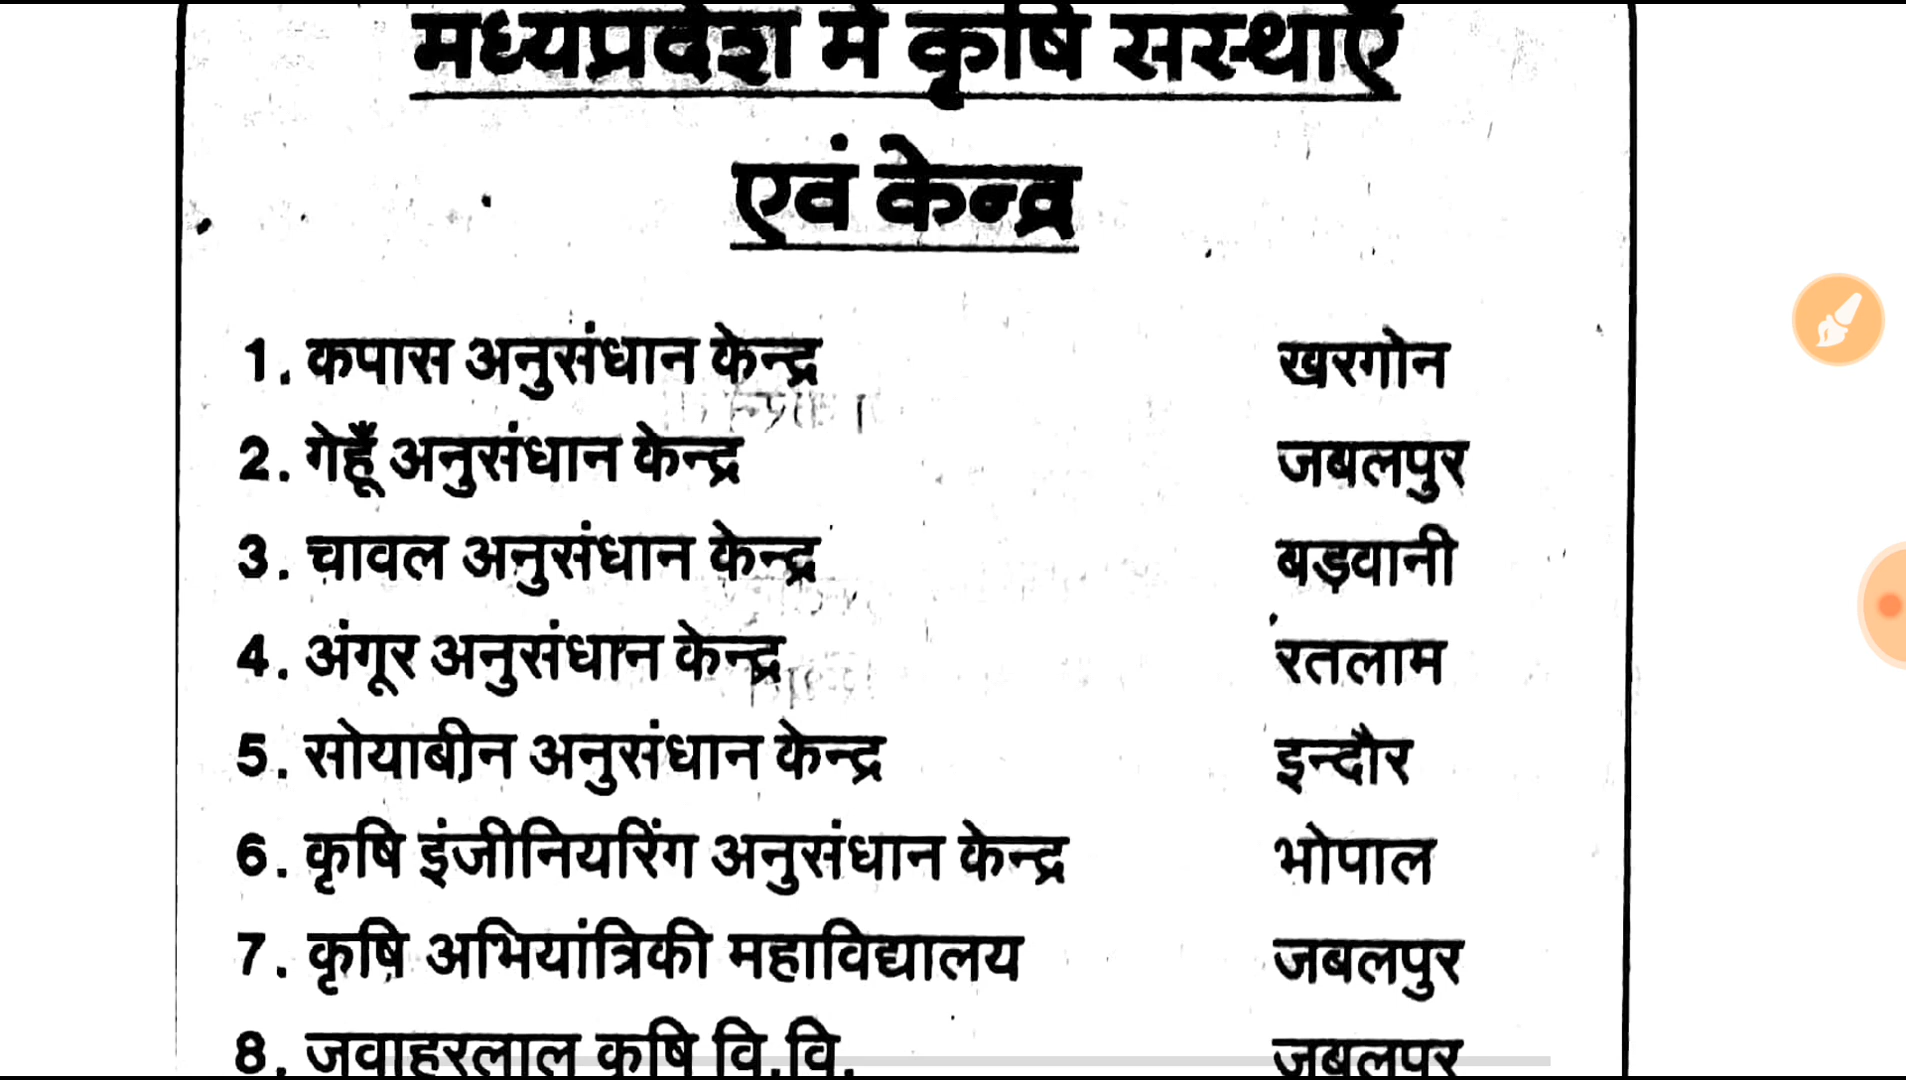 मध्यप्रदेश में कृषि संस्थाएँ
एवं केन्द्र
1. कपास अनुसंधान केन्द्र खरगोन
2. गेहूँ अनुसंधान केन्द्र जबलपुर
3. चावल अनुसंधान केन्द्र बड़वानी
4. अंगूर अनुसंधान केन्द्र रतलाम
5. सोयाबीन अनुसंधान केन्द्र इन्दौर
6. कृषि इंजीनियरिंग अनुसंधान केन्द्र भोपाल
7. कृषि अभियांत्रिकी महाविद्यालय जबलपुर
8. जवाहरलाल कृषि वि.वि. जबलपुर